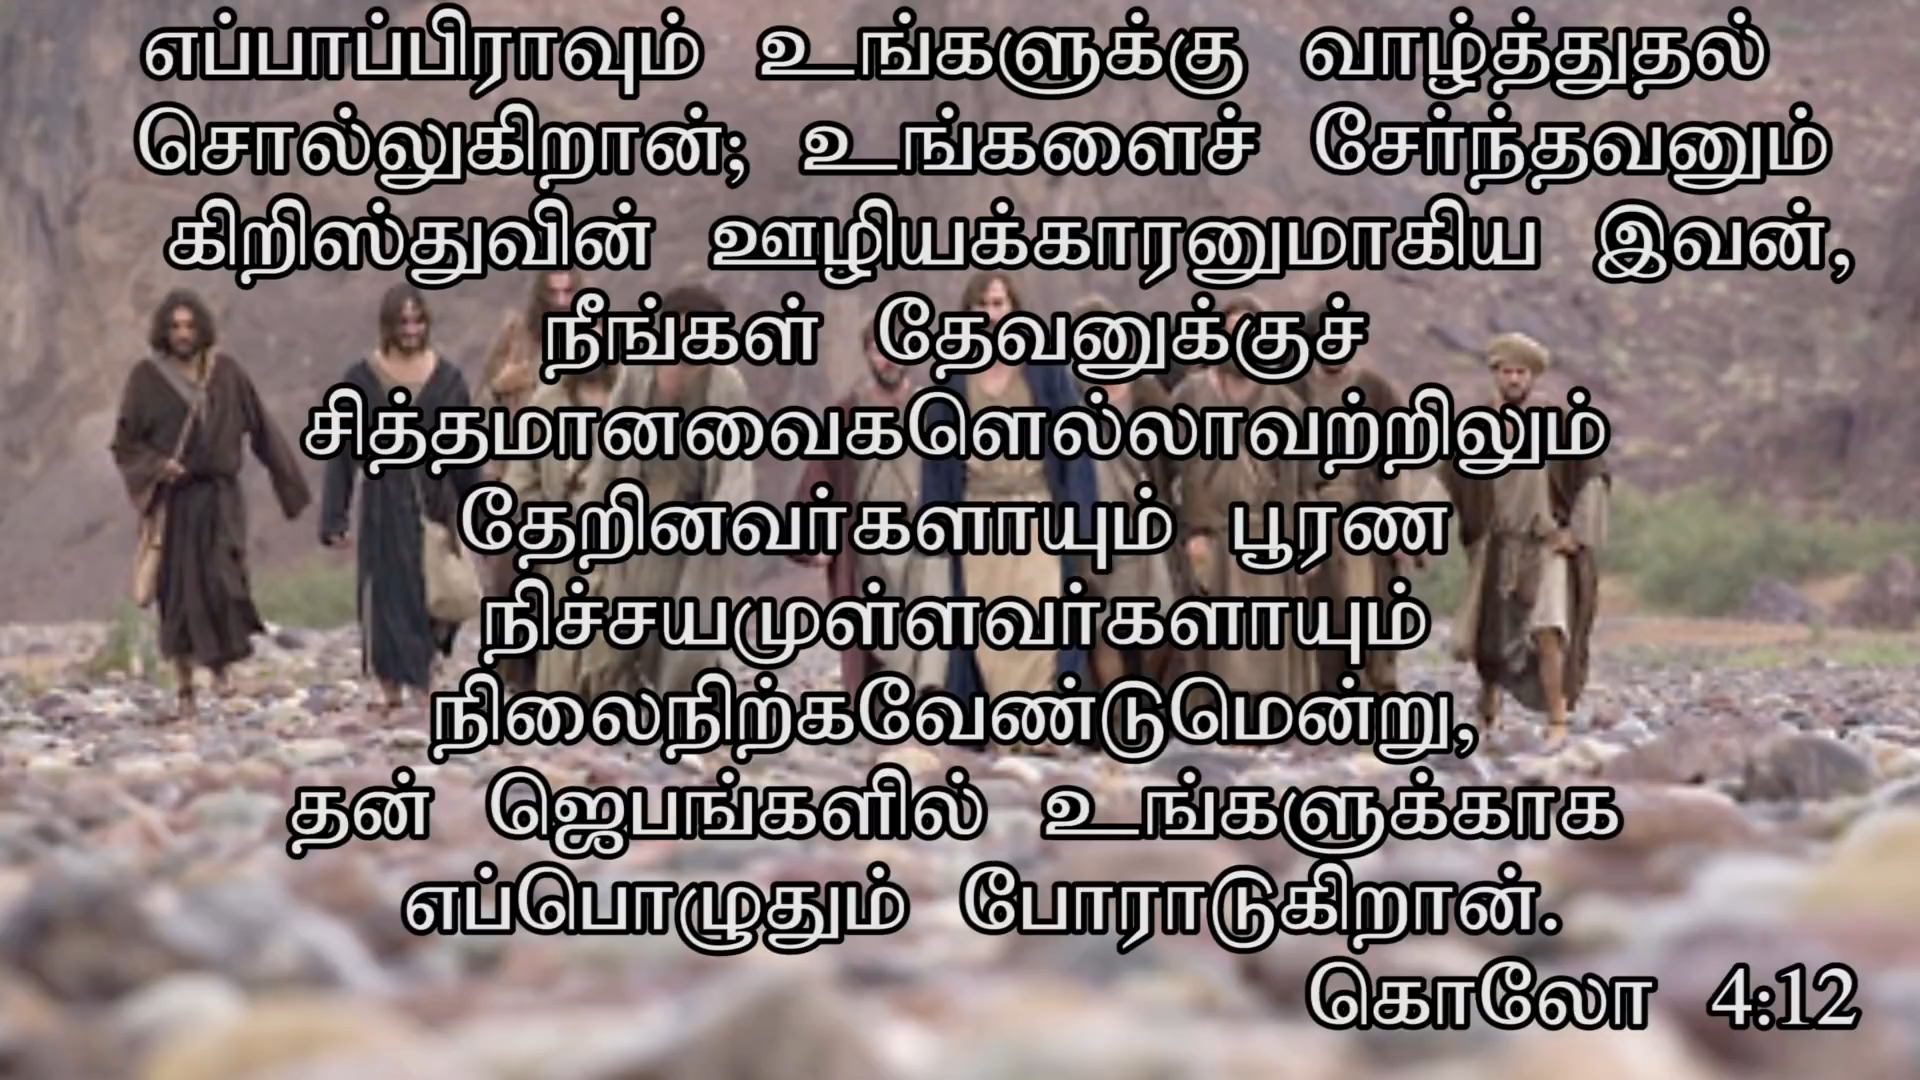 எப்பாப்பிராவும் உங்களுக்கு வாழ்த்துதல்
சொல்லுகிறான்; உங்களைச் சேர்ந்தவனும்
கிறிஸ்துவின் ஊழியக்காரனுமாகிய இவன்,
நீங்கள் தேவனுக்குச்
சித்தமானவைகளெல்லாவற்றிலும்
தேறினவர்களாயும் பூரண
நிச்சயமுள்ளவர்களாயும்
நிலைநிற்கவேண்டுமென்று,
தன் ஜெபங்களில் உங்களுக்காக
எப்பொழுதும் போராடுகிறான்.
கொலோ 4:12